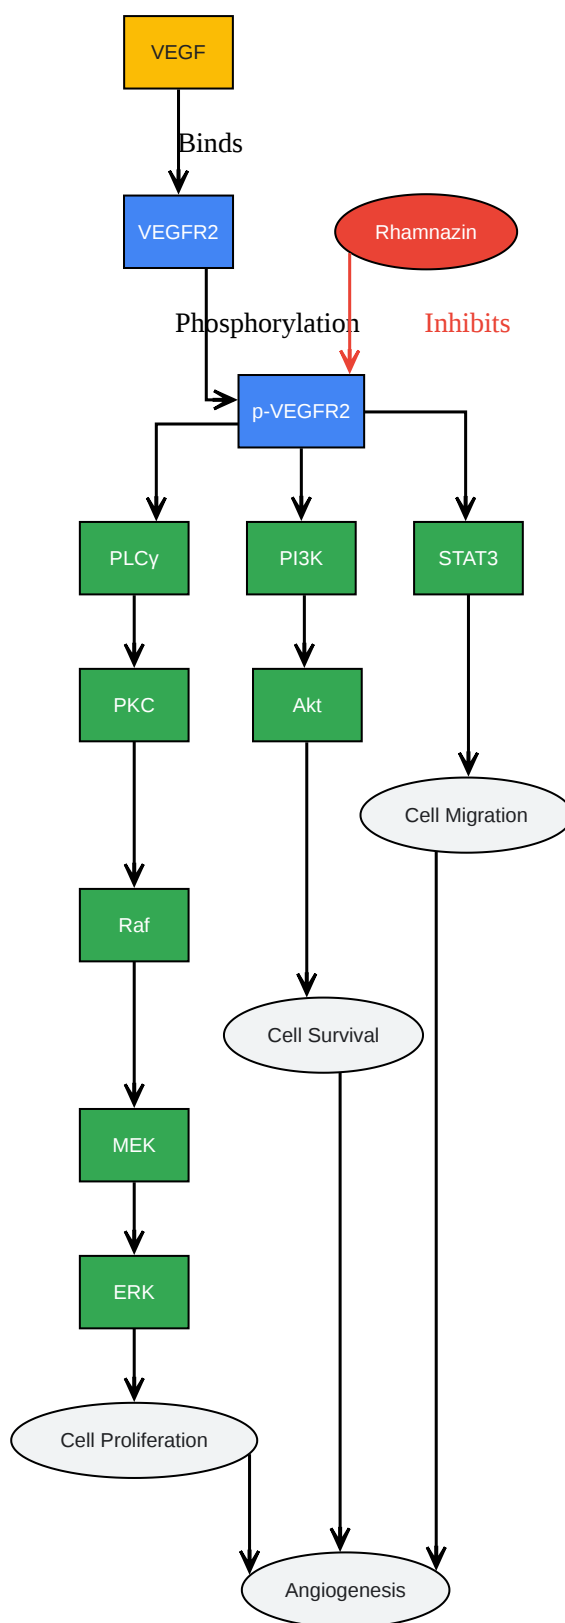 VEGF
Binds
VEGFR2
Rhamnazin
Phosphorylation
Inhibits
p-VEGFR2
PLCγ
PI3K
STAT3
PKC
Akt
Cell Migration
Raf
Cell Survival
MEK
ERK
Cell Proliferation
Angiogenesis